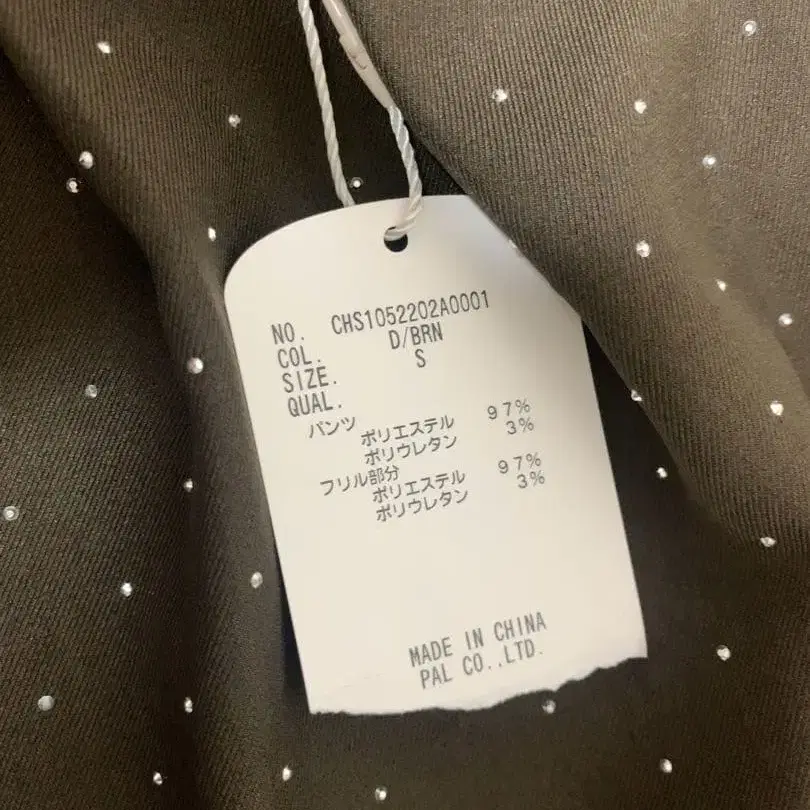 NO. CHS1052202A0001
COL. D/BRN
SIZE. S
QUAL.
パンツ
ポリエステル 97%
ポリウレタン 3%
フリル部分
ポリエステル 97%
ポリウレタン 3%
MADE IN CHINA
PAL CO.,LTD.